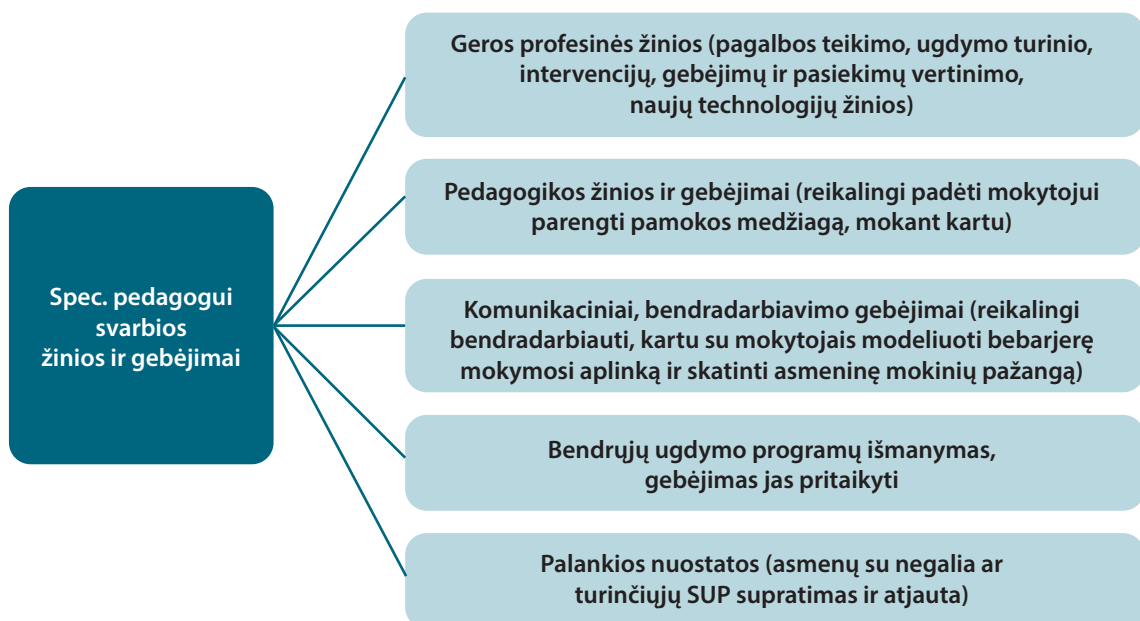 Spec. pedagogui
svarbios
žinios ir gebėjimai
Geros profesinės žinios (pagalbos teikimo, ugdymo turinio,
intervencijų, gebėjimų ir pasiekimų vertinimo,
naujų technologijų žinios)
Pedagogikos žinios ir gebėjimai (reikalingi padėti mokytojui
parengti pamokos medžiagą, mokant kartu)
Komunikaciniai, bendradarbiavimo gebėjimai (reikalingi
bendradarbiauti, kartu su mokytojais modeliuoti bebarjerę
mokymosi aplinką ir skatinti asmeninę mokinių pažangą)
Bendrųjų ugdymo programų išmanymas,
gebėjimas jas pritaikyti
Palankios nuostatos (asmenų su negalia ar
turinčiųjų SUP supratimas ir atjauta)